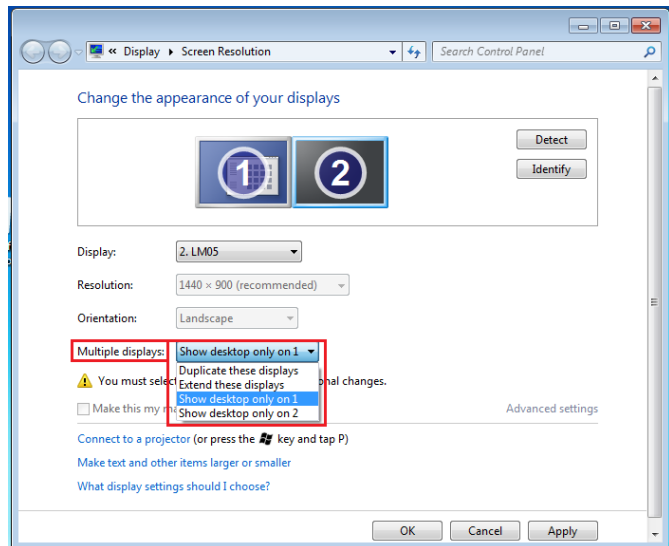 « Display ▸ Screen Resolution
Search Control Panel
Change the appearance of your displays
1
2
Detect
Identify
Display: 2. LM05
Resolution: 1440 × 900 (recommended)
Orientation: Landscape
Multiple displays: Show desktop only on 1
Duplicate these displays
Extend these displays
Show desktop only on 1
Show desktop only on 2
You must sele
onal changes.
Make this my m
Advanced settings
Connect to a projector (or press the key and tap P)
Make text and other items larger or smaller
What display settings should I choose?
OK Cancel Apply